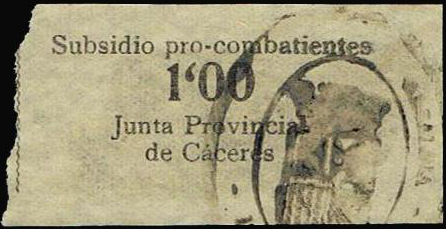 Subsidio pro-combatientes
1'00
Junta Provincial
de Cáceres